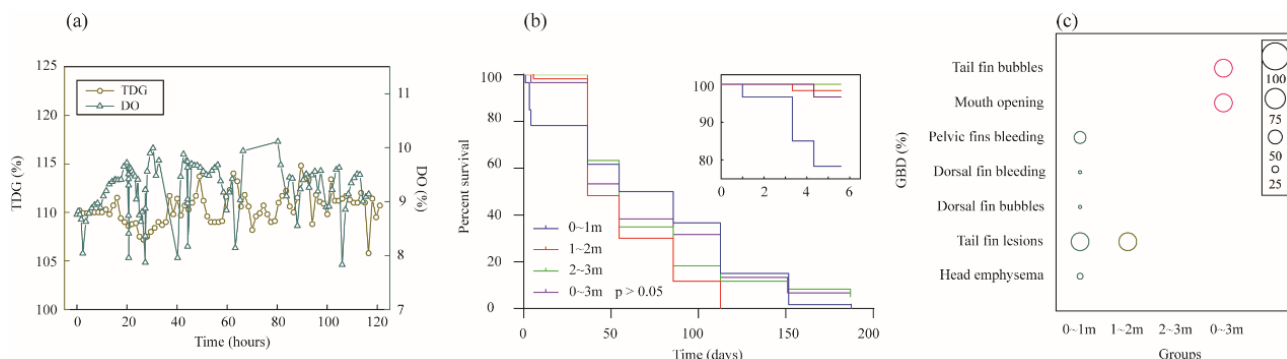 (a)
125
120
115
110
105
100
TDG (%)
TDG
DO
11
10
9
8
7
DO (%)
0 20 40 60 80 100 120
Time (hours)
(b)
100
80
60
40
20
0
Percent survival
100
90
80
0 2 4 6
0~1m
1~2m
2~3m
0~3m p > 0.05
0 50 100 150 200
Time (days)
(c)
GBD (%)
Tail fin bubbles
Mouth opening
Pelvic fins bleeding
Dorsal fin bleeding
Dorsal fin bubbles
Tail fin lesions
Head emphysema
100
75
50
25
0~1m 1~2m 2~3m 0~3m
Groups